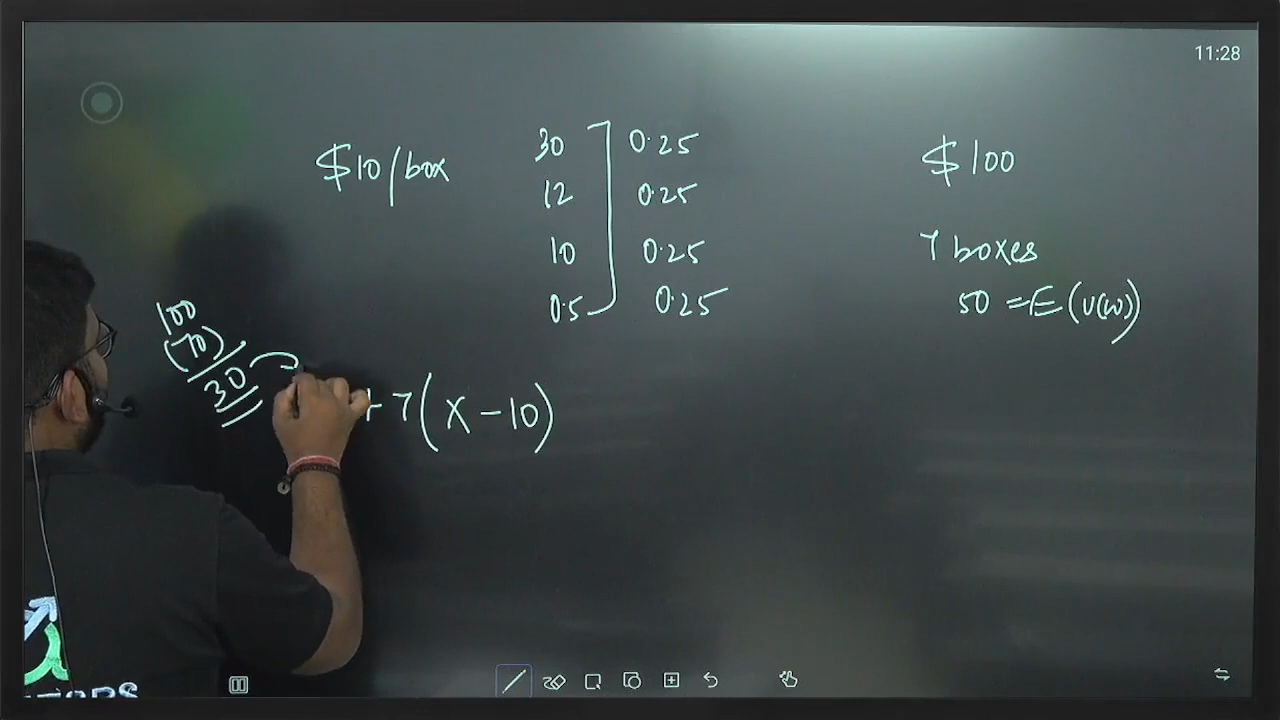 11:28
$10/box
30 0.25
12 0.25
10 0.25
0.5 0.25
$100
7 boxes
50 = E(U(W))
100
(70)
30
+ 7(X - 10)